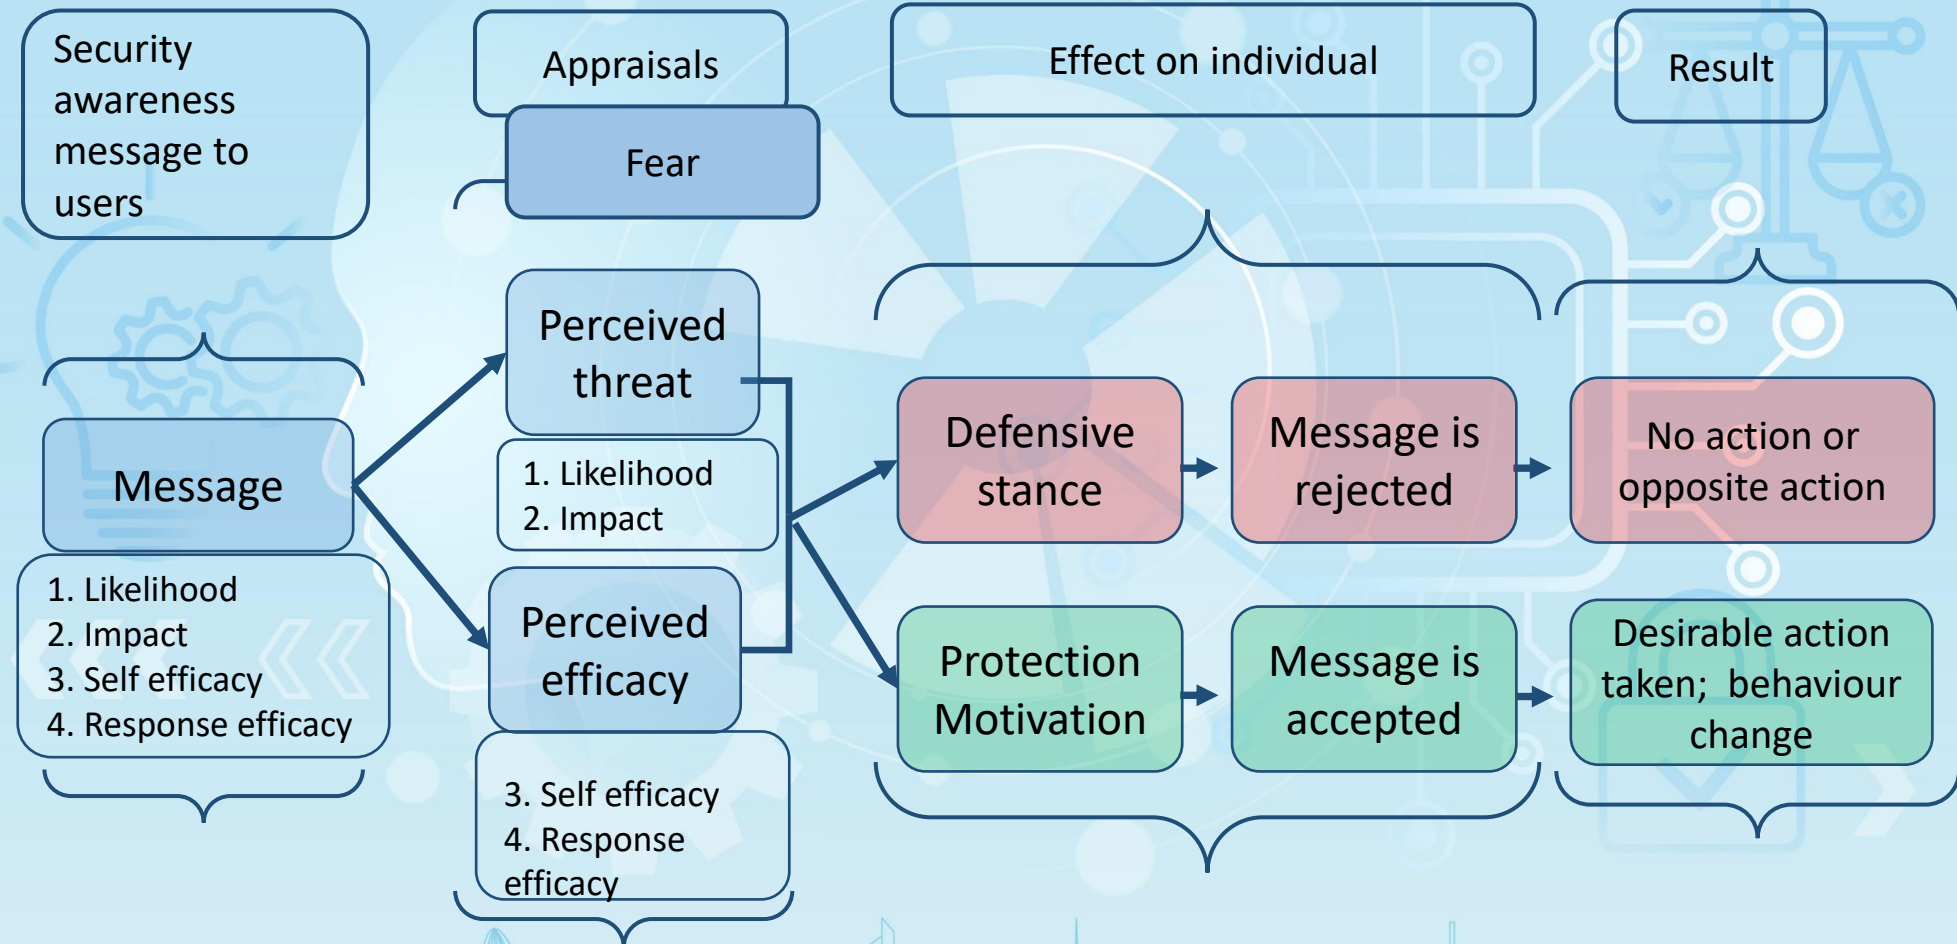 Security
awareness
message to
users
Appraisals
Fear
Effect on individual
Result
Message
1. Likelihood
2. Impact
3. Self efficacy
4. Response efficacy
Perceived
threat
1. Likelihood
2. Impact
Perceived
efficacy
3. Self efficacy
4. Response
efficacy
Defensive
stance
Message is
rejected
No action or
opposite action
Protection
Motivation
Message is
accepted
Desirable action
taken; behaviour
change